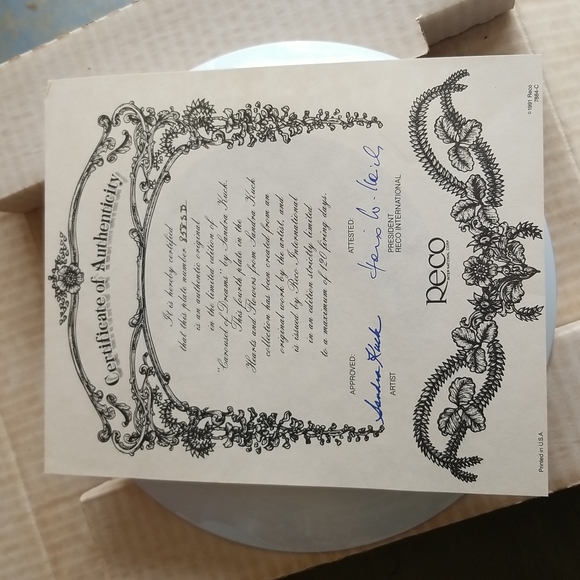 Certificate of Authenticity
It is hereby certified
that this plate number
is an authentic original
in the limited edition of
"Carousel of Dreams" by Sandra Kuck.
This fourth plate in the
Hearts and Flowers from Sandra Kuck
collection has been created from an
original work by the artist, and
is issued by Reco International
in an edition strictly limited
to a maximum of 120 firing days.
APPROVED:
Sandra Kuck
ARTIST
ATTESTED:
PRESIDENT
RECO INTERNATIONAL
Reco
INTERNATIONAL CORP.
Printed in U.S.A.
©1991 Reco
7884-C